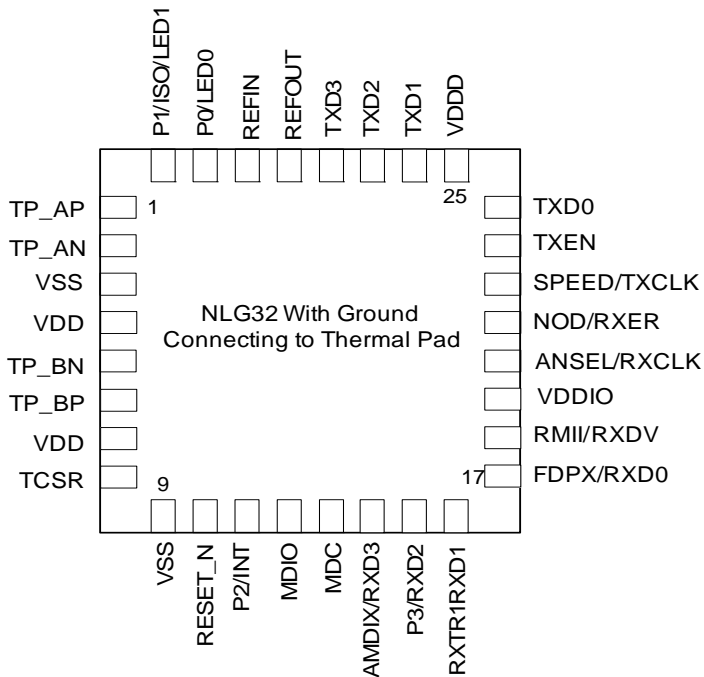 P1/ISO/LED1
P0/LED0
REFIN
REFOUT
TXD3
TXD2
TXD1
VDDD
1
25
TP_AP
TP_AN
VSS
VDD
TP_BN
TP_BP
VDD
TCSR
NLG32 With Ground
Connecting to Thermal Pad
TXD0
TXEN
SPEED/TXCLK
NOD/RXER
ANSEL/RXCLK
VDDIO
RMII/RXDV
FDPX/RXD0
9
17
VSS
RESET_N
P2/INT
MDIO
MDC
AMDIX/RXD3
P3/RXD2
RXTR1RXD1